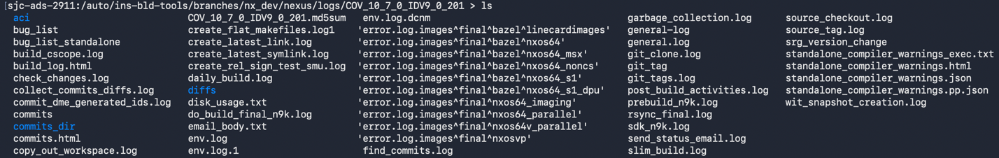 [sjc-ads-2911:/auto/ins-bld-tools/branches/nx_dev/nexus/logs/COV_10_7_0_IDV9_0_201 > ls
aci COV_10_7_0_IDV9_0_201.md5sum env.log.dcnm garbage_collection.log source_checkout.log
bug_list create_flat_makefiles.log1 'error.log.images^final^bazel^linecardimages' general-log source_tag.log
bug_list_standalone create_latest_link.log 'error.log.images^final^bazel^nxos64' general.log srg_version_change
build_cscope.log create_latest_symlink.log 'error.log.images^final^bazel^nxos64_msx' git_clone.log standalone_compiler_warnings_exec.txt
build_log.html create_rel_sign_test_smu.log 'error.log.images^final^bazel^nxos64_noncs' git_tag standalone_compiler_warnings.html
check_changes.log daily_build.log 'error.log.images^final^bazel^nxos64_s1' git_tags.log standalone_compiler_warnings.json
collect_commits_diffs.log diffs 'error.log.images^final^bazel^nxos64_s1_dpu' post_build_activities.log standalone_compiler_warnings.pp.json
commit_dme_generated_ids.log disk_usage.txt 'error.log.images^final^nxos64_imaging' prebuild_n9k.log wit_snapshot_creation.log
commits do_build_final_n9k.log 'error.log.images^final^nxos64_parallel' rsync_final.log
commits_dir email_body.txt 'error.log.images^final^nxos64v_parallel' sdk_n9k.log
commits.html env.log 'error.log.images^final^nxosvp' send_status_email.log
copy_out_workspace.log env.log.1 find_commits.log slim_build.log